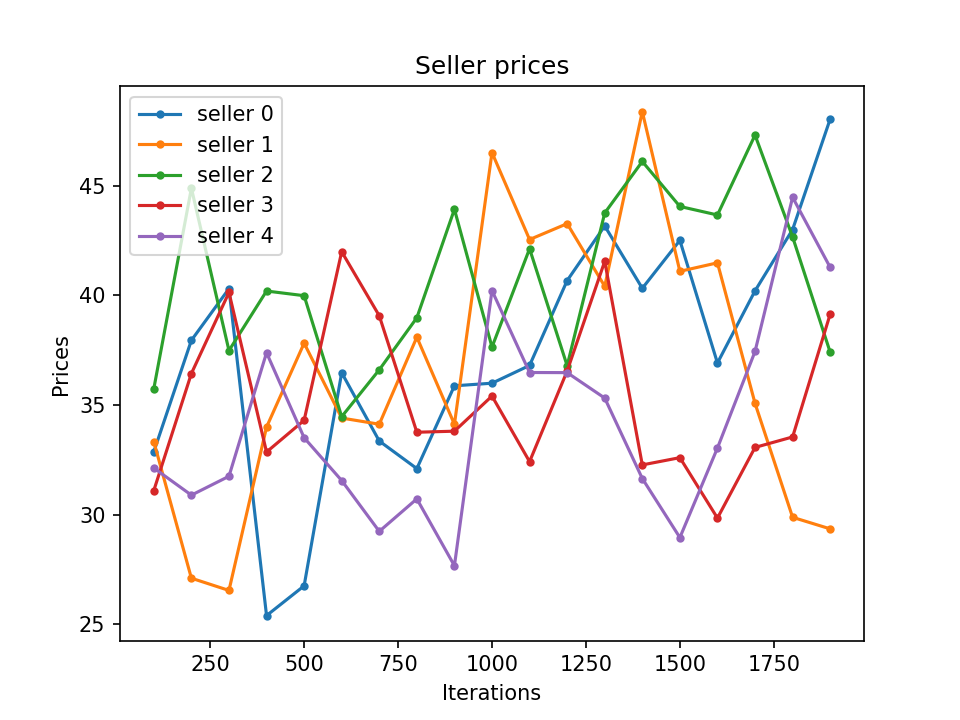 Seller prices
seller 0
seller 1
seller 2
seller 3
seller 4
45
40
35
30
25
Prices
250 500 750 1000 1250 1500 1750
Iterations